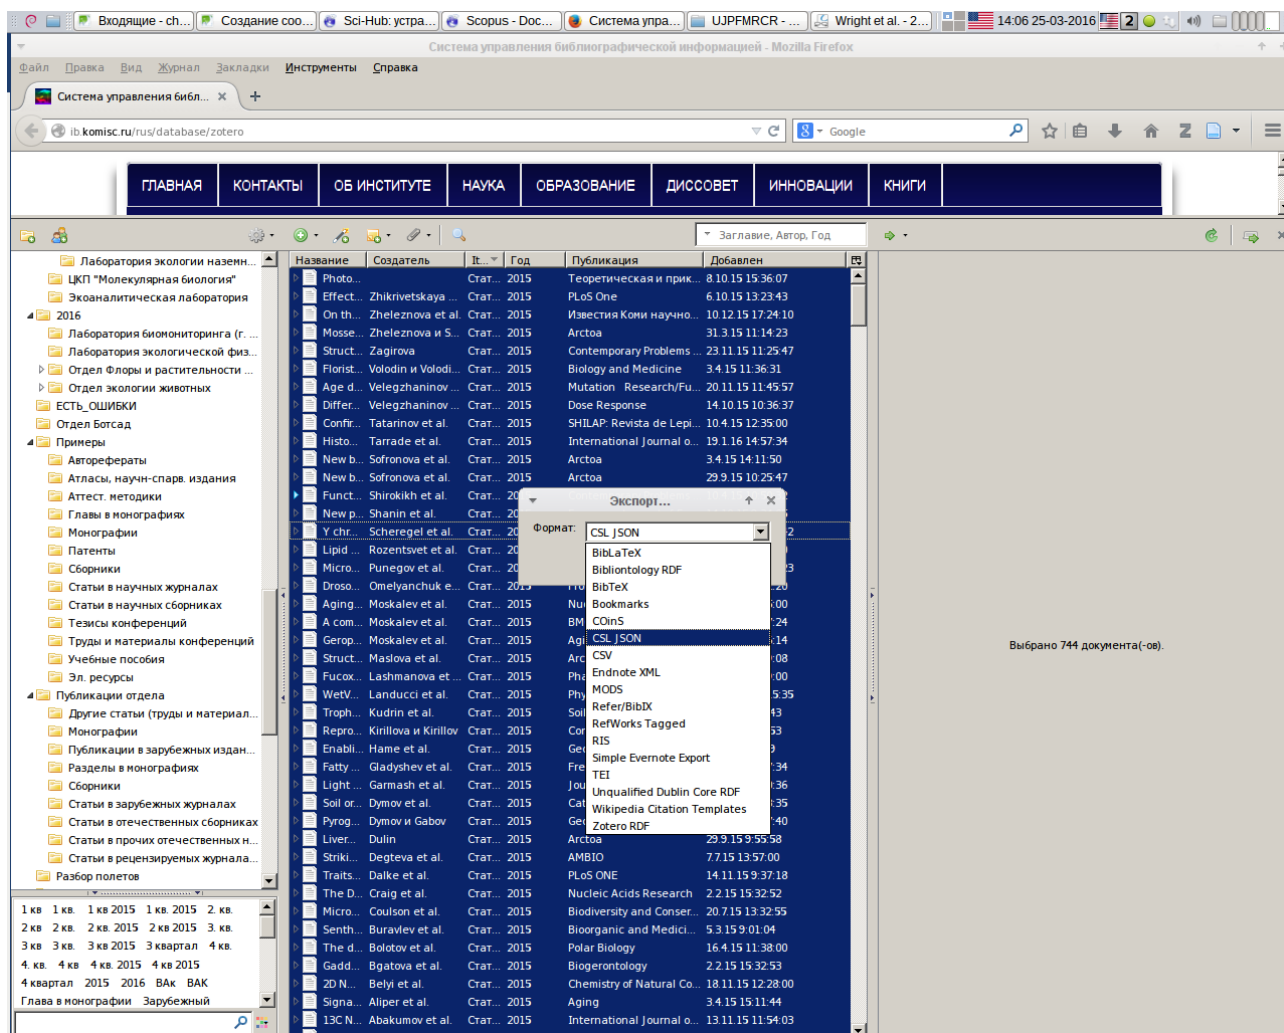 Входящие - ch... Создание соо... Sci-Hub: устра... Scopus - Doc... Система упра... UJPFMRCR - ... Wright et al. - 2... 14:06 25-03-2016 2
Система управления библиографической информацией - Mozilla Firefox
Файл Правка Вид Журнал Закладки Инструменты Справка
Система управления библ...
ib.komisc.ru/rus/database/zotero Google
ГЛАВНАЯ КОНТАКТЫ ОБ ИНСТИТУТЕ НАУКА ОБРАЗОВАНИЕ ДИССОВЕТ ИННОВАЦИИ КНИГИ
Заглавие, Автор, Год
Лаборатория экологии наземн...
ЦКП "Молекулярная биология"
Экоаналитическая лаборатория
2016
Лаборатория биомониторинга (г. ...
Лаборатория экологической физ...
Отдел Флоры и растительности ...
Отдел экологии животных
ЕСТЬ_ОШИБКИ
Отдел Ботсад
Примеры
Авторефераты
Атласы, научн-спарв. издания
Аттест. методики
Главы в монографиях
Монографии
Патенты
Сборники
Статьи в научных журналах
Статьи в научных сборниках
Тезисы конференций
Труды и материалы конференций
Учебные пособия
Эл. ресурсы
Публикации отдела
Другие статьи (труды и материал...
Монографии
Публикации в зарубежных издан...
Разделы в монографиях
Сборники
Статьи в зарубежных журналах
Статьи в отечественных сборниках
Статьи в прочих отечественных н...
Статьи в рецензируемых журнала...
Разбор полетов
1 кв 1 кв. 1 кв 2015 1 кв. 2015 2. кв.
2 кв 2 кв. 2 кв. 2015 2 кв 2015 3. кв.
3 кв 3 кв. 3 кв 2015 3 квартал 4 кв.
4. кв. 4 кв 4 кв. 2015 4 кв 2015
4 квартал 2015 2016 ВАк ВАК
Глава в монографии Зарубежный
Название Создатель It... Год Публикация Добавлен
Photo... Стат... 2015 Теоретическая и прик... 8.10.15 15:36:07
Effect... Zhikrivetskaya ... Стат... 2015 PLoS One 6.10.15 13:23:43
On th... Zheleznova et al. Стат... 2015 Известия Коми научно... 10.12.15 17:24:10
Mosse... Zheleznova и S... Стат... 2015 Arctoa 31.3.15 11:14:23
Struct... Zagirova Стат... 2015 Contemporary Problems ... 23.11.15 11:25:47
Florist... Volodin и Volodi... Стат... 2015 Biology and Medicine 3.4.15 11:36:31
Age d... Velegzhaninov ... Стат... 2015 Mutation Research/Fu... 20.11.15 11:45:57
Differ... Velegzhaninov ... Стат... 2015 Dose Response 14.10.15 10:36:37
Confir... Tatarinov et al. Стат... 2015 SHILAP: Revista de Lepi... 10.4.15 12:35:00
Histo... Tarrade et al. Стат... 2015 International Journal o... 19.1.16 14:57:34
New b... Sofronova et al. Стат... 2015 Arctoa 3.4.15 14:11:50
New b... Sofronova et al. Стат... 2015 Arctoa 29.9.15 10:25:47
Funct... Shirokikh et al. Стат...
New p... Shanin et al. Стат...
Y chr... Scheregel et al. Стат...
Lipid ... Rozentsvet et al. Стат...
Micro... Punegov et al. Стат...
Droso... Omelyanchuk e... Стат... 2015
Aging... Moskalev et al. Стат... 2015
A com... Moskalev et al. Стат... 2015 BM
Gerop... Moskalev et al. Стат... 2015
Struct... Maslova et al. Стат... 2015
Fucox... Lashmanova et ... Стат... 2015
WetV... Landucci et al. Стат... 2015
Troph... Kudrin et al. Стат... 2015
Repro... Kirillova и Kirillov Стат... 2015
Enabli... Hame et al. Стат... 2015
Fatty ... Gladyshev et al. Стат... 2015
Light ... Garmash et al. Стат... 2015
Soil or... Dymov et al. Стат... 2015
Pyrog... Dymov и Gabov Стат... 2015
Liver... Dulin Стат... 2015 Arctoa 29.9.15 9:55:58
Striki... Degteva et al. Стат... 2015 AMBIO 7.7.15 13:57:00
Traits... Dalke et al. Стат... 2015 PLoS ONE 14.11.15 9:37:18
The D... Craig et al. Стат... 2015 Nucleic Acids Research 2.2.15 15:32:52
Micro... Coulson et al. Стат... 2015 Biodiversity and Conser... 20.7.15 13:32:55
Senth... Buravlev et al. Стат... 2015 Bioorganic and Medici... 5.3.15 9:01:04
The d... Bolotov et al. Стат... 2015 Polar Biology 16.4.15 11:38:00
Gadd... Bgatova et al. Стат... 2015 Biogerontology 2.2.15 15:32:53
2D N... Belyi et al. Стат... 2015 Chemistry of Natural Co... 18.11.15 12:28:00
Signa... Aliper et al. Стат... 2015 Aging 3.4.15 15:11:44
13C N... Abakumov et al. Стат... 2015 International Journal o... 13.11.15 11:54:03
Экспорт...
Формат: CSL JSON
BibLaTeX
Bibliontology RDF
BibTeX
Bookmarks
COinS
CSL JSON
CSV
Endnote XML
MODS
Refer/BibIX
RefWorks Tagged
RIS
Simple Evernote Export
TEI
Unqualified Dublin Core RDF
Wikipedia Citation Templates
Zotero RDF
Выбрано 744 документа(-ов).